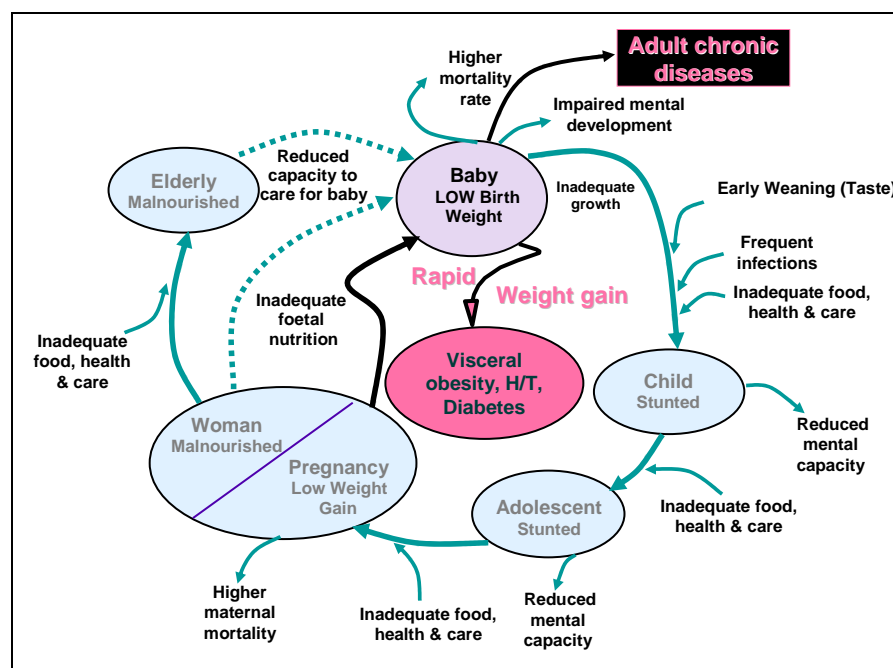 Adult chronic
diseases
Higher
mortality
rate
Impaired mental
development
Elderly
Malnourished
Reduced
capacity to
care for baby
Baby
LOW Birth
Weight
Inadequate
growth
Early Weaning (Taste)
Frequent
infections
Inadequate food,
health & care
Rapid
Weight gain
Inadequate
foetal
nutrition
Inadequate
food, health
& care
Visceral
obesity, H/T,
Diabetes
Child
Stunted
Reduced
mental
capacity
Woman
Malnourished
Pregnancy
Low Weight
Gain
Adolescent
Stunted
Inadequate food,
health & care
Higher
maternal
mortality
Inadequate food,
health & care
Reduced
mental
capacity